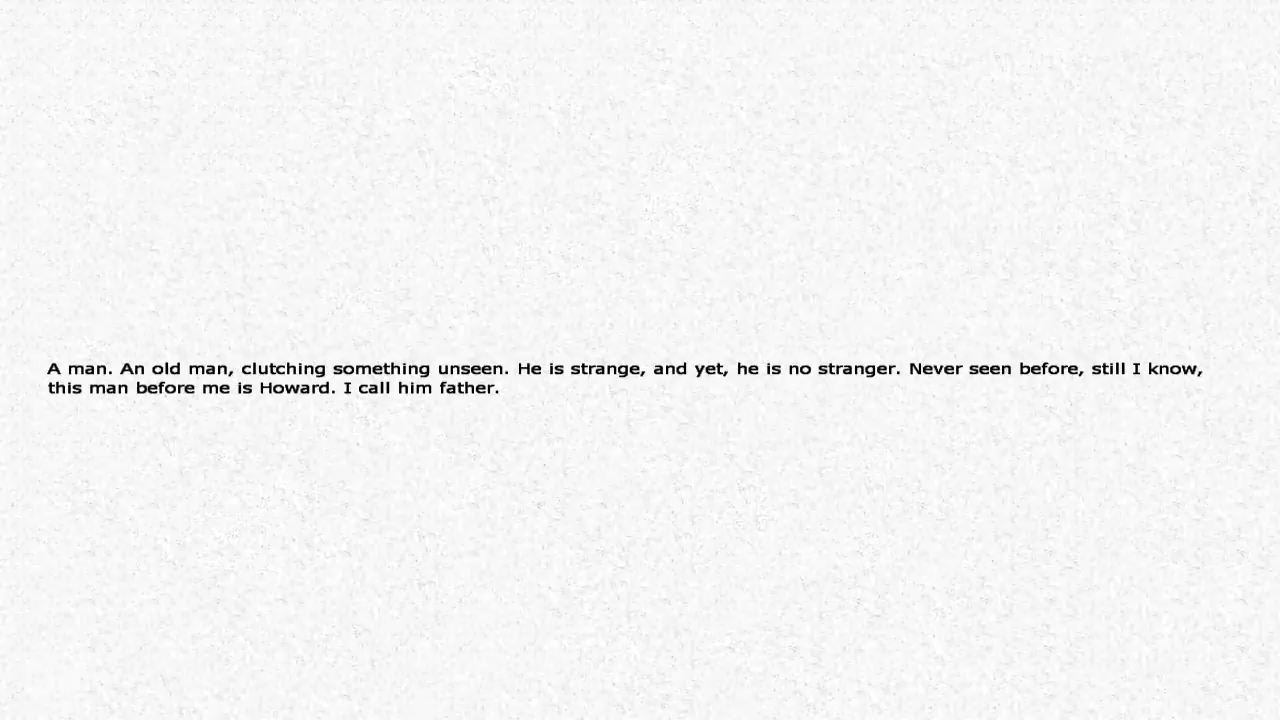 A man. An old man, clutching something unseen. He is strange, and yet, he is no stranger. Never seen before, still I know,
this man before me is Howard. I call him father.